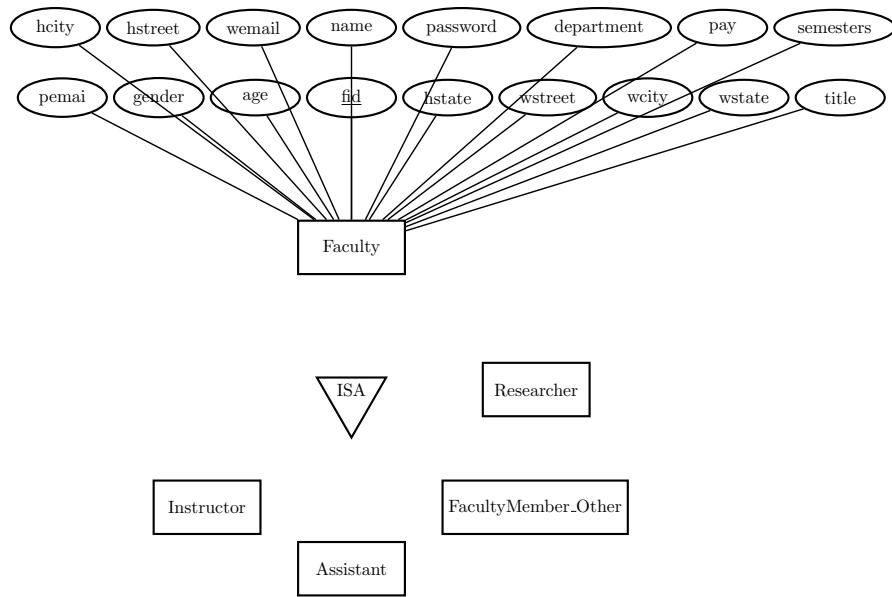 hcity
hstreet
wemail
name
password
department
pay
semesters
pemai
gender
age
fid
hstate
wstreet
wcity
wstate
title
Faculty
ISA
Researcher
Instructor
FacultyMember_Other
Assistant